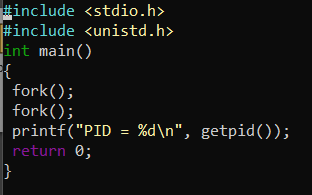 #include <stdio.h>
#include <unistd.h>
int main()
{
 fork();
 fork();
 printf("PID = %d\n", getpid());
 return 0;
}